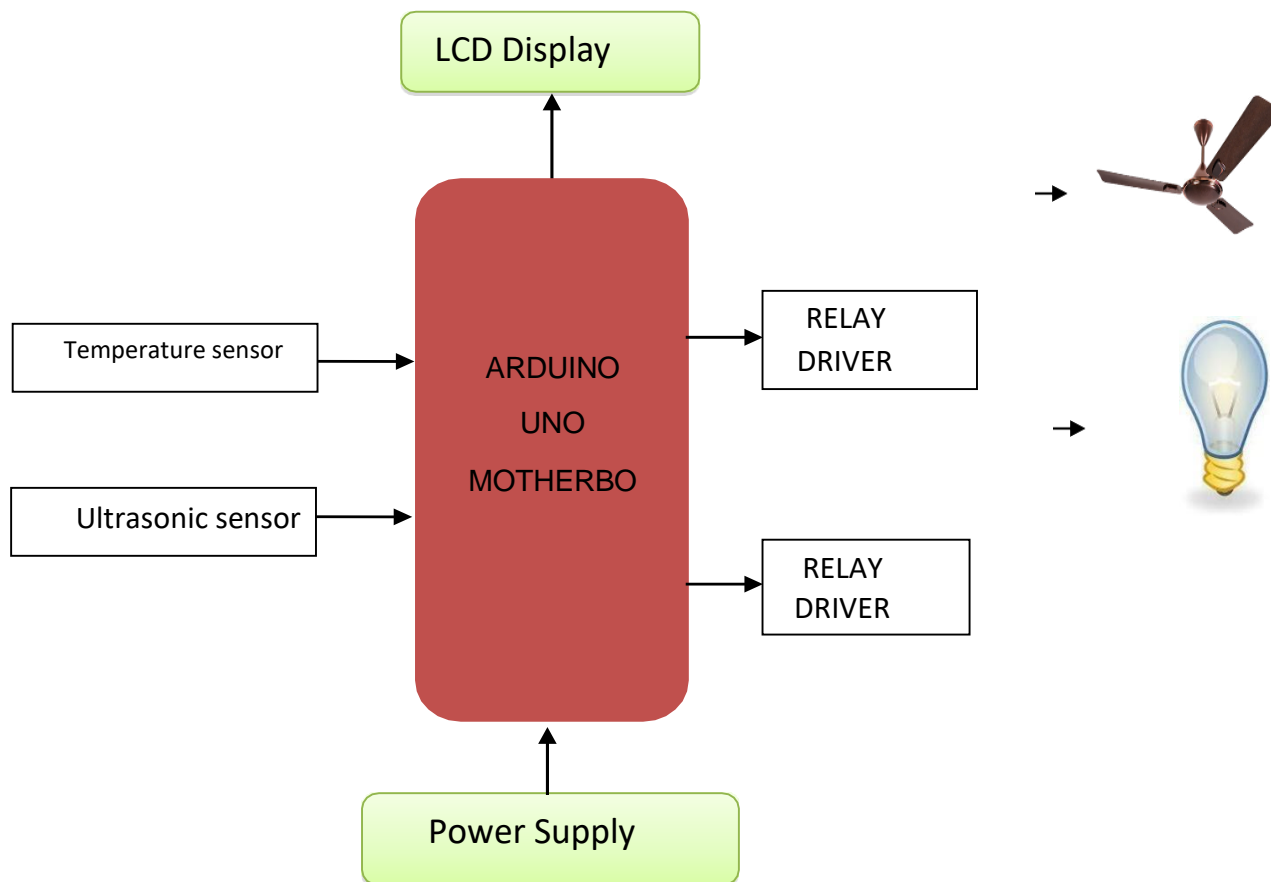 LCD Display
Temperature sensor
Ultrasonic sensor
ARDUINO
UNO
MOTHERBO
RELAY
DRIVER
RELAY
DRIVER
Power Supply